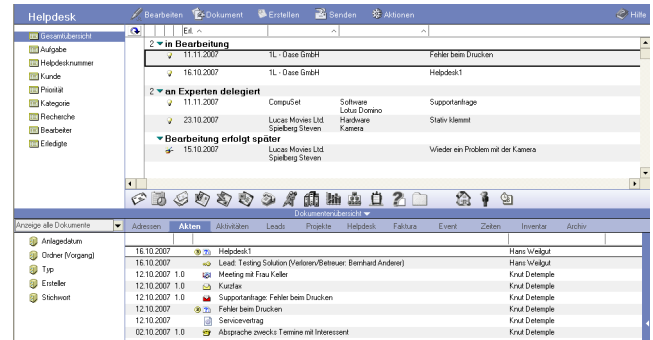 Helpdesk
Bearbeiten Dokument Erstellen Senden Aktionen Hilfe
Gesamtübersicht
Aufgabe
Helpdesknummer
Kunde
Priorität
Kategorie
Recherche
Bearbeiter
Erledigte
Erl.
2 in Bearbeitung
11.11.2007 1L - Oase GmbH Fehler beim Drucken
16.10.2007 1L - Oase GmbH Helpdesk1
2 an Experten delegiert
11.11.2007 CompuSet Software Supportanhage
Lotus Domino
23.10.2007 Lucas Movies Ltd. Hardware Stativ klemmt
Spielberg Steven Kamera
Bearbeitung erfolgt später
15.10.2007 Lucas Movies Ltd. Wieder ein Problem mit der Kamera
Spielberg Steven
Dokumentenübersicht
Anzeige alle Dokumente
Adressen Akten Aktivitäten Leads Projekte Helpdesk Faktura Event Zeiten Inventar Archiv
Anlagedatum
Ordner (Vorgang)
Typ
Ersteller
Stichwort
16.10.2007 Helpdesk1 Hans Weilgut
16.10.2007 Lead: Testing Solution (Verloren/Betreuer: Bernhard Anderer) Hans Weilgut
12.10.2007 1.0 Meeting mit Frau Keller Knut Detemple
12.10.2007 1.0 Kurzfax Knut Detemple
12.10.2007 1.0 Supportanhage: Fehler beim Drucken Knut Detemple
12.10.2007 Fehler beim Drucken Knut Detemple
12.10.2007 Servicevertrag Knut Detemple
02.10.2007 1.0 Absprache zwecks Termine mit Interessent Knut Detemple